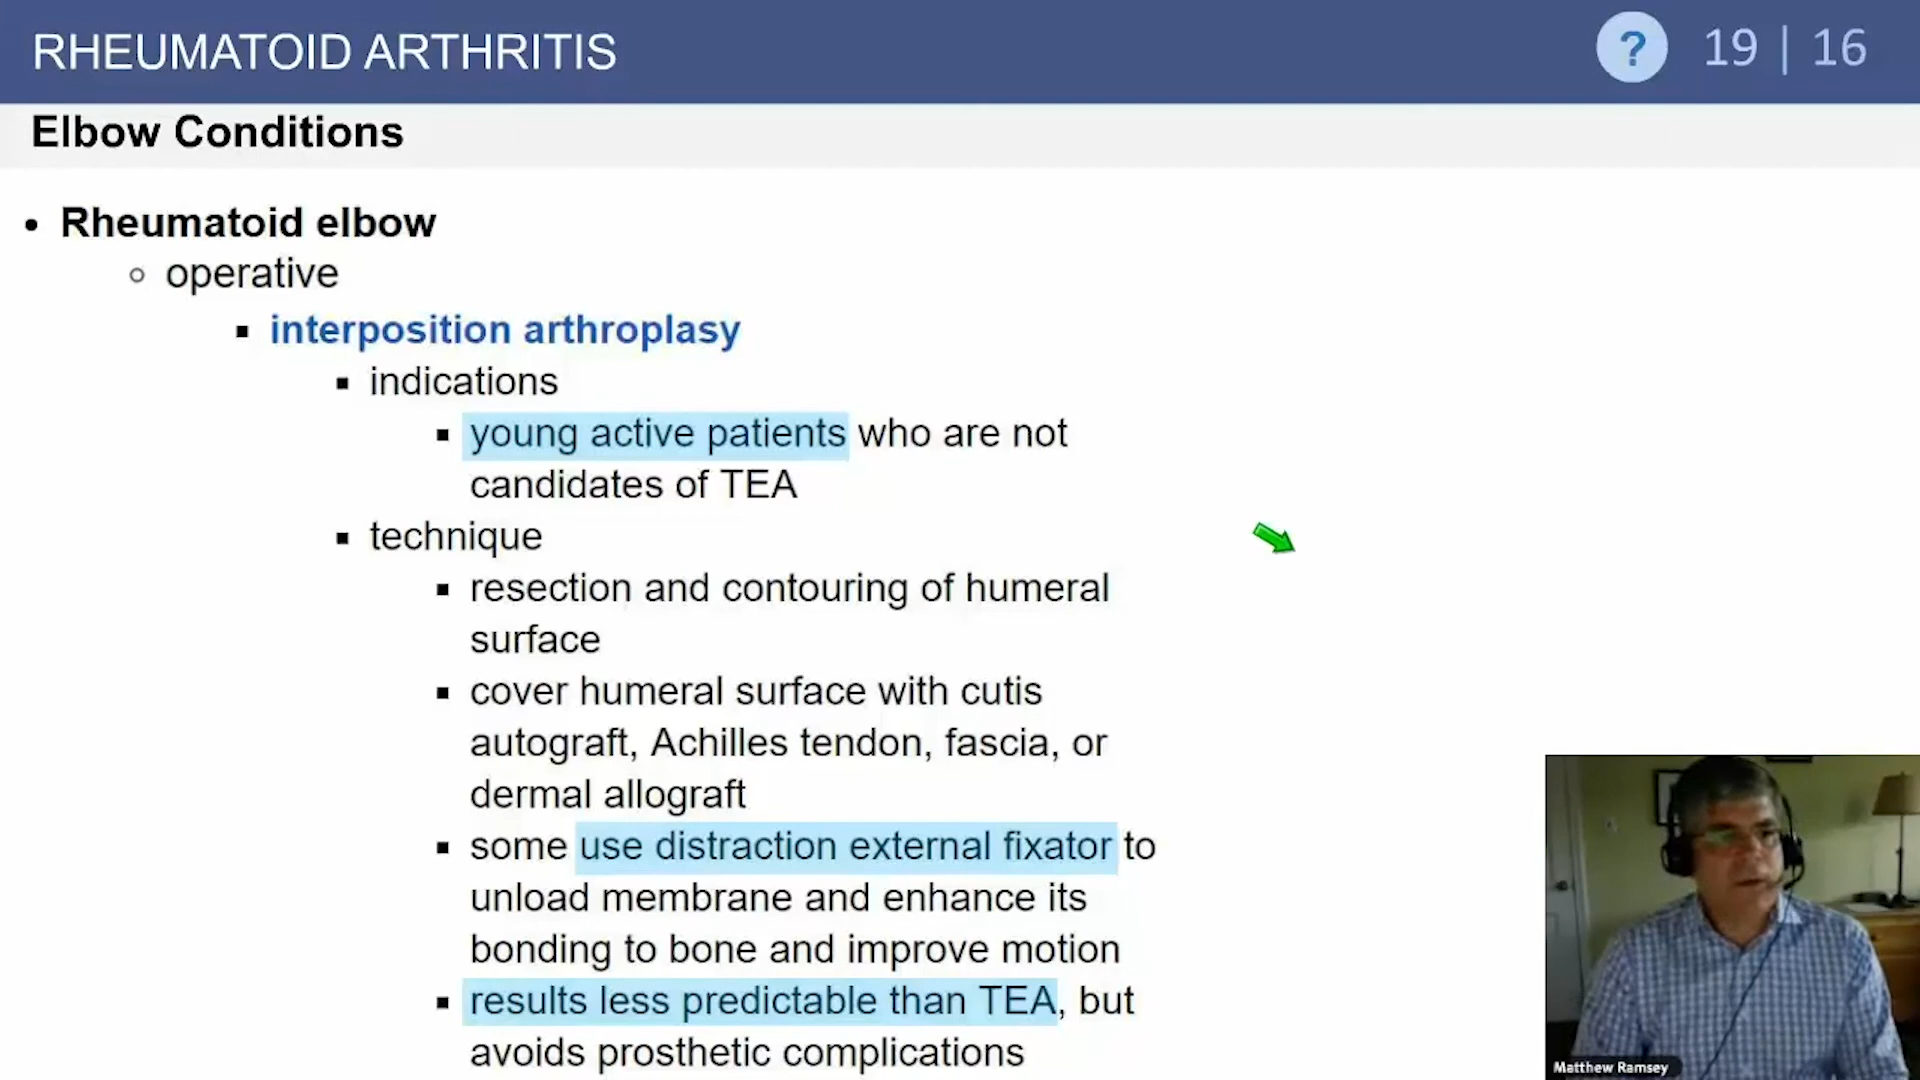 RHEUMATOID ARTHRITIS
? 19 | 16
Elbow Conditions
• Rheumatoid elbow
operative
interposition arthroplasy
indications
young active patients who are not
candidates of TEA
technique
resection and contouring of humeral
surface
cover humeral surface with cutis
autograft, Achilles tendon, fascia, or
dermal allograft
some use distraction external fixator to
unload membrane and enhance its
bonding to bone and improve motion
results less predictable than TEA, but
avoids prosthetic complications
Matthew Ramsey